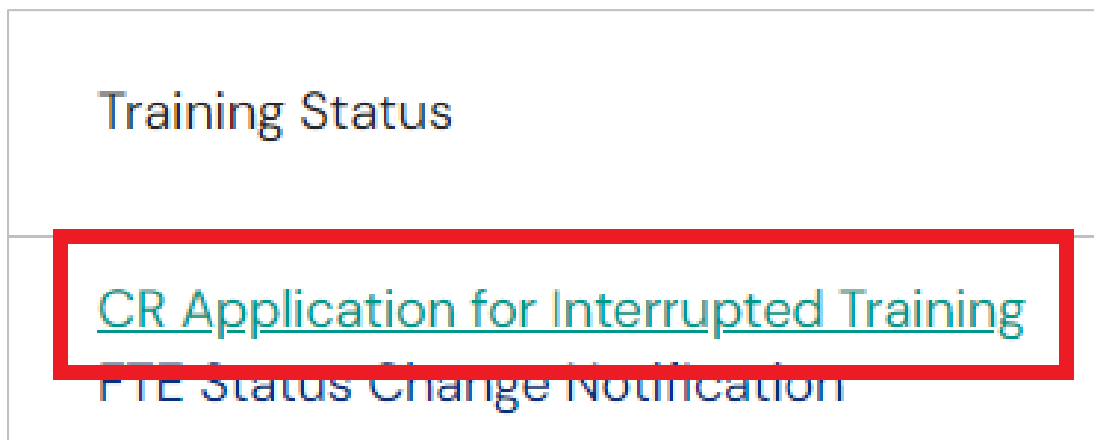 Training Status
CR Application for Interrupted Training
FTE Status Change Notification